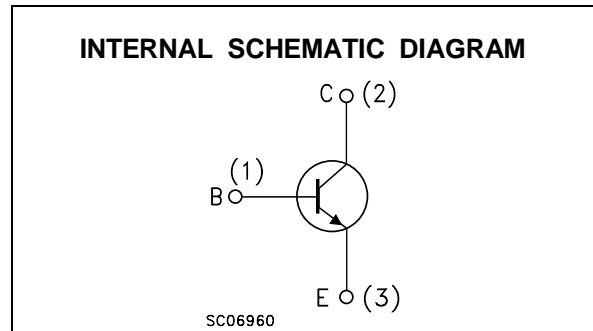 INTERNAL SCHEMATIC DIAGRAM
C (2)
(1)
B
E (3)
SC06960